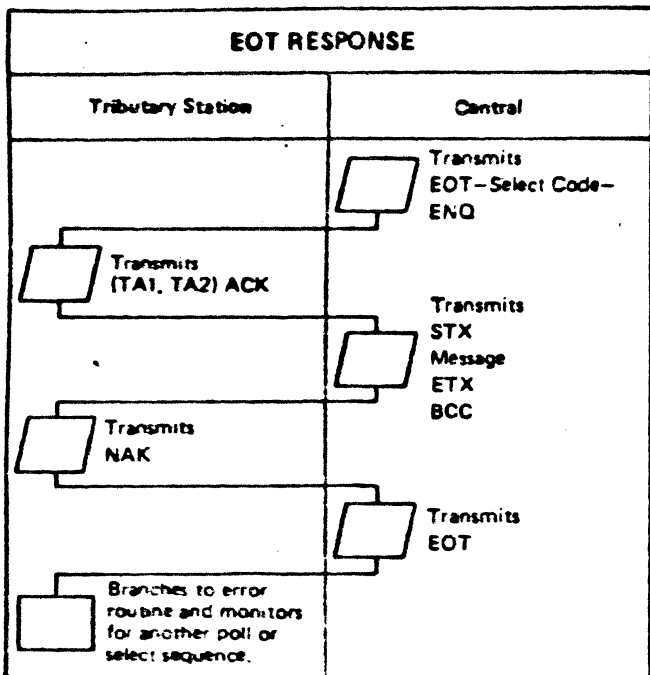 EOT RESPONSE
Tributary Station
Central
Transmits
EOT-Select Code-
ENQ
Transmits
(TA1, TA2) ACK
Transmits
STX
Message
ETX
BCC
Transmits
NAK
Transmits
EOT
Branches to error
routine and monitors
for another poll or
select sequence.